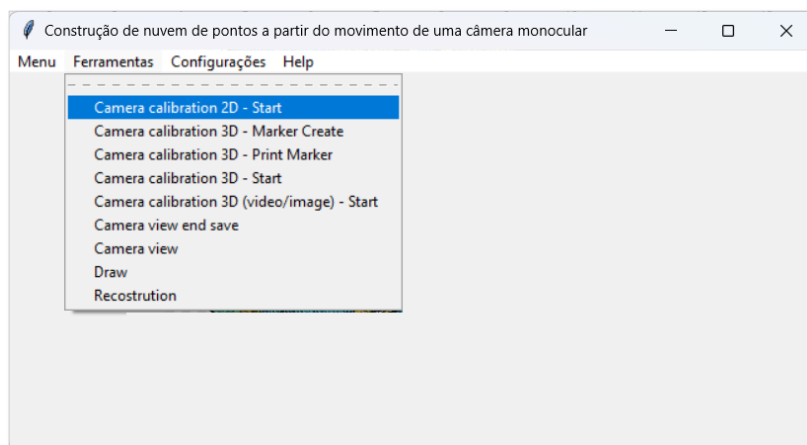 Construção de nuvem de pontos a partir do movimento de uma câmera monocular
Menu Ferramentas Configurações Help
Camera calibration 2D - Start
Camera calibration 3D - Marker Create
Camera calibration 3D - Print Marker
Camera calibration 3D - Start
Camera calibration 3D (video/image) - Start
Camera view end save
Camera view
Draw
Recostrution